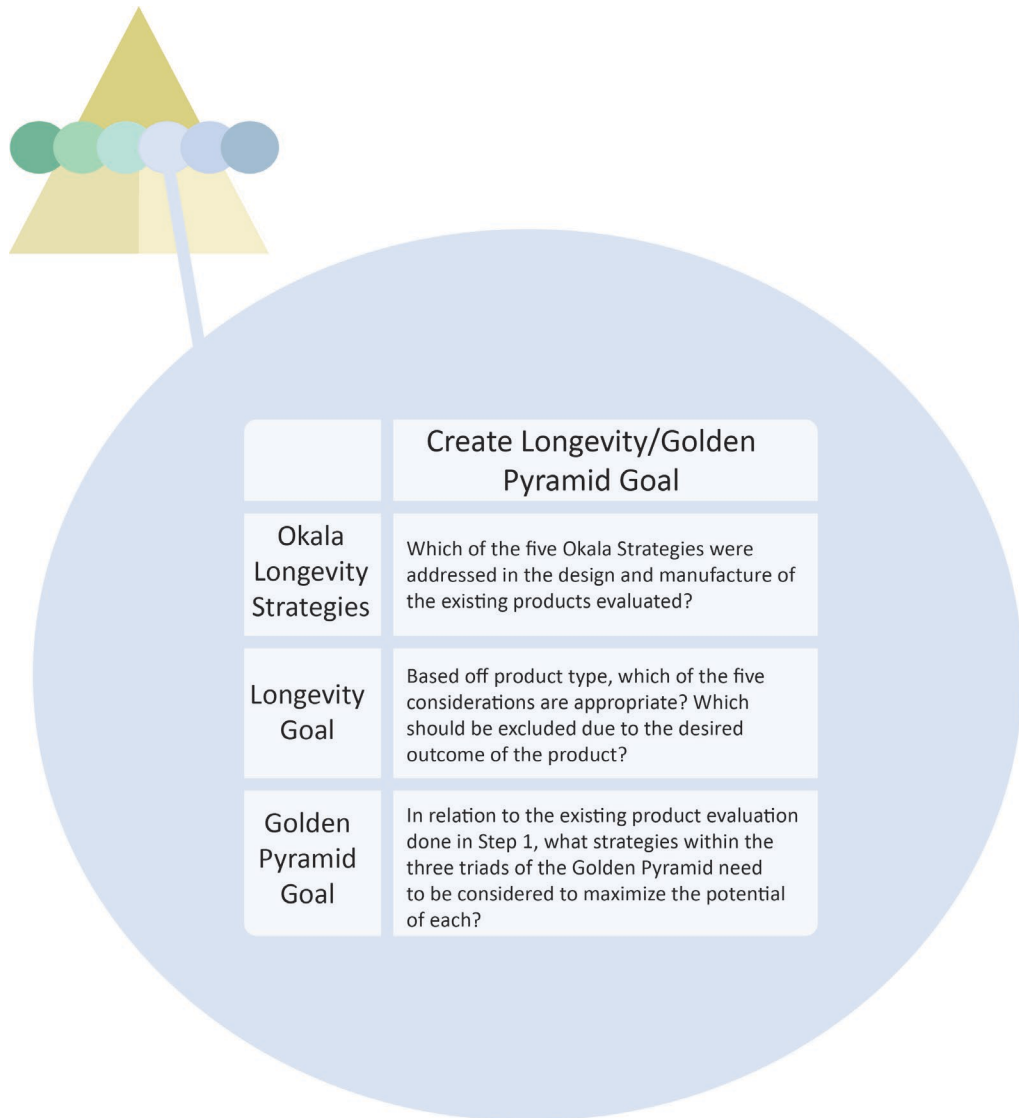 Create Longevity/Golden
Pyramid Goal
Okala
Longevity
Strategies
Which of the five Okala Strategies were
addressed in the design and manufacture of
the existing products evaluated?
Longevity
Goal
Based off product type, which of the five
considerations are appropriate? Which
should be excluded due to the desired
outcome of the product?
Golden
Pyramid
Goal
In relation to the existing product evaluation
done in Step 1, what strategies within the
three triads of the Golden Pyramid need
to be considered to maximize the potential
of each?